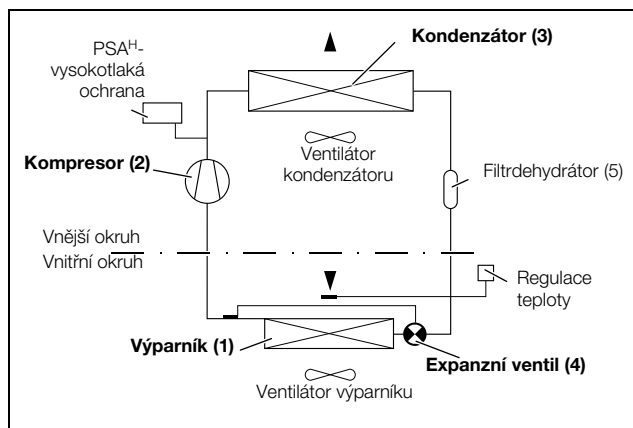 PSAᴴ-
vysokotlaká
ochrana
Kondenzátor (3)
Ventilátor
kondenzátoru
Kompresor (2)
Filtrdehydrátor (5)
Vnější okruh
Vnitřní okruh
Regulace
teploty
Výparník (1)
Expanzní ventil (4)
Ventilátor výparníku